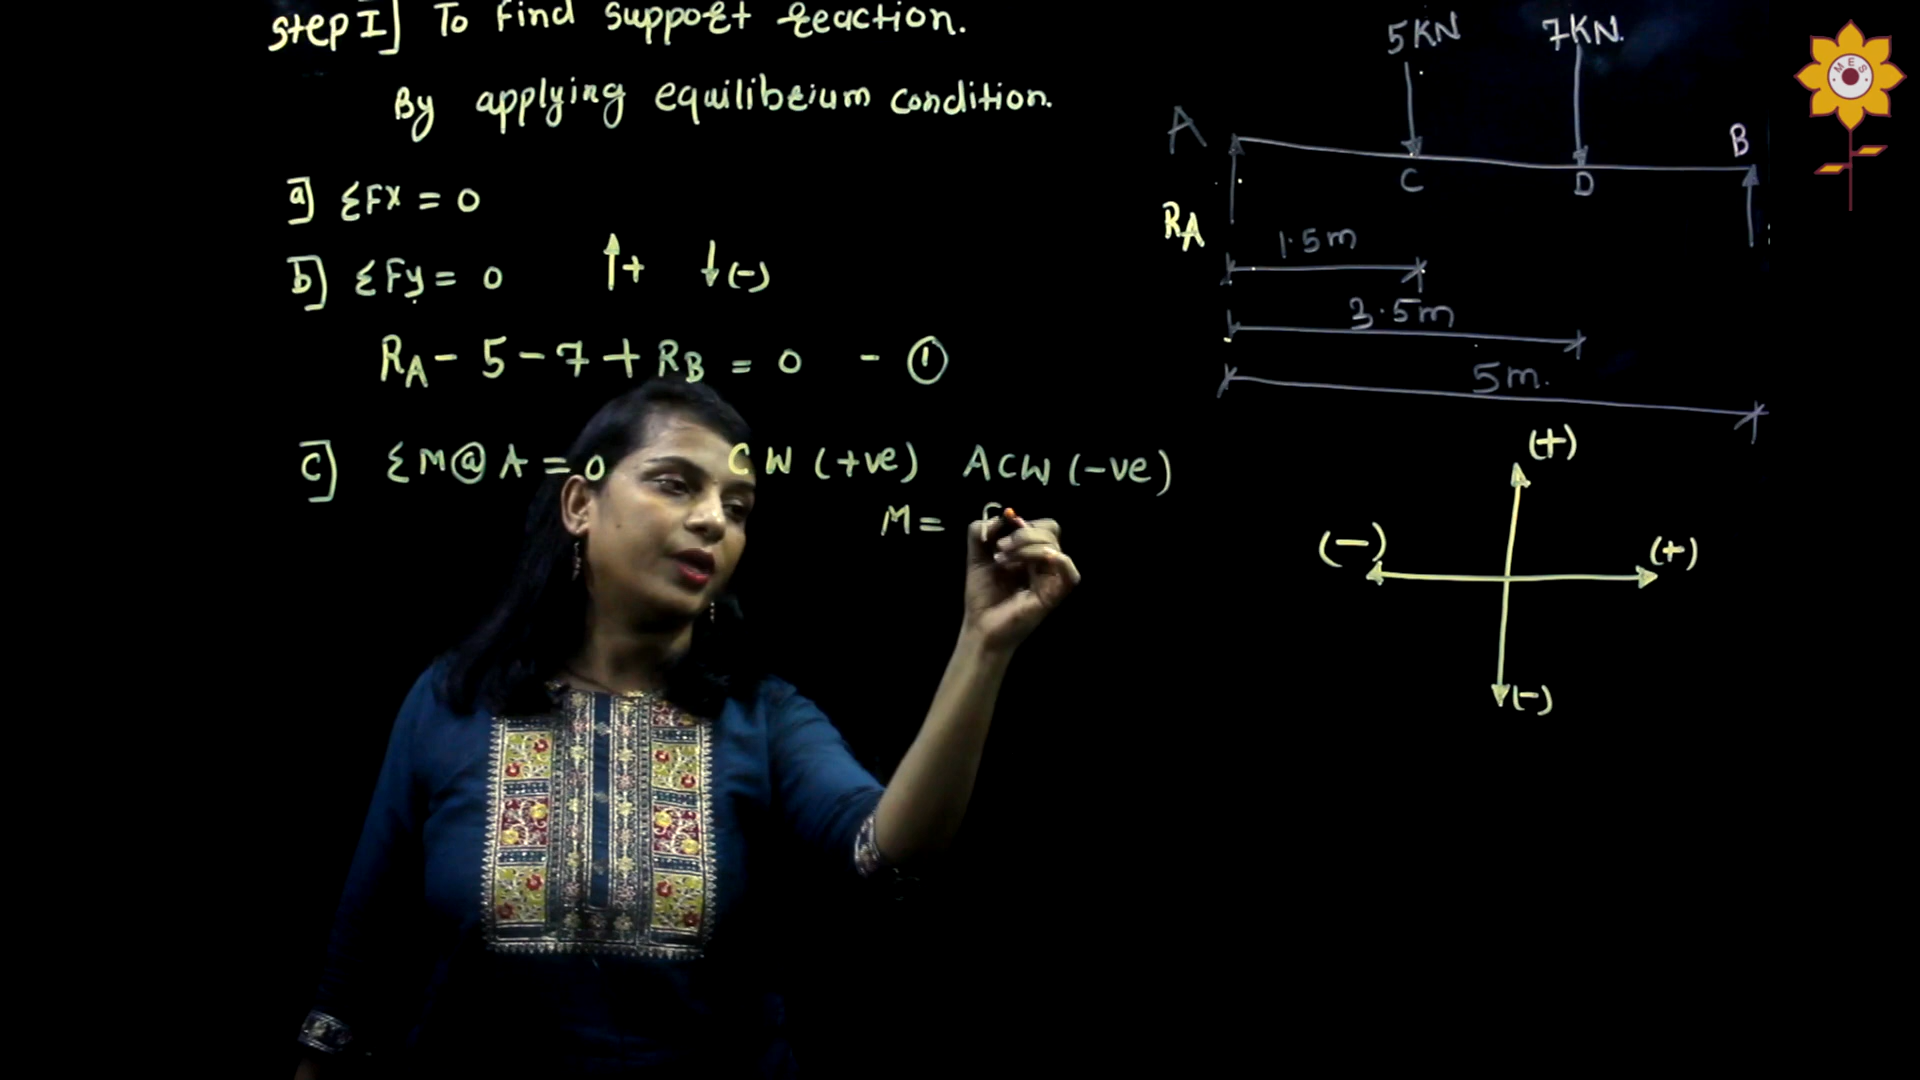 Step I] To Find Support reaction.
By applying equilibrium condition.
a] ΣFx = 0
b] ΣFy = 0 ↑+ ↓(-)
RA - 5 - 7 + RB = 0 - ①
c] ΣM@ A = 0 CW (+ve) ACW (-ve)
M = F
5KN 7KN.
A B
C D
RA
1.5m
3.5m
5m.
(+)
(-) (+)
(-)
MES